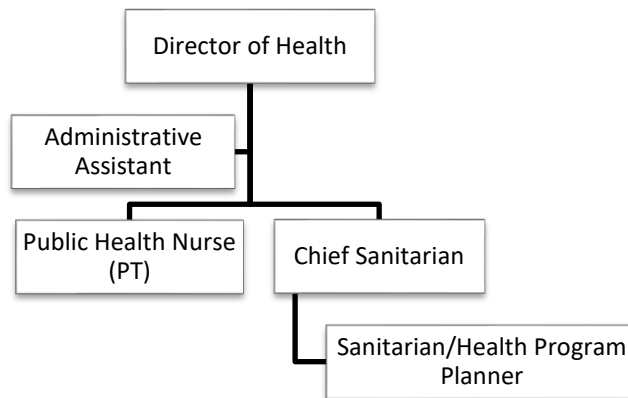 Director of Health
Administrative
Assistant
Public Health Nurse
(PT)
Chief Sanitarian
Sanitarian/Health Program
Planner